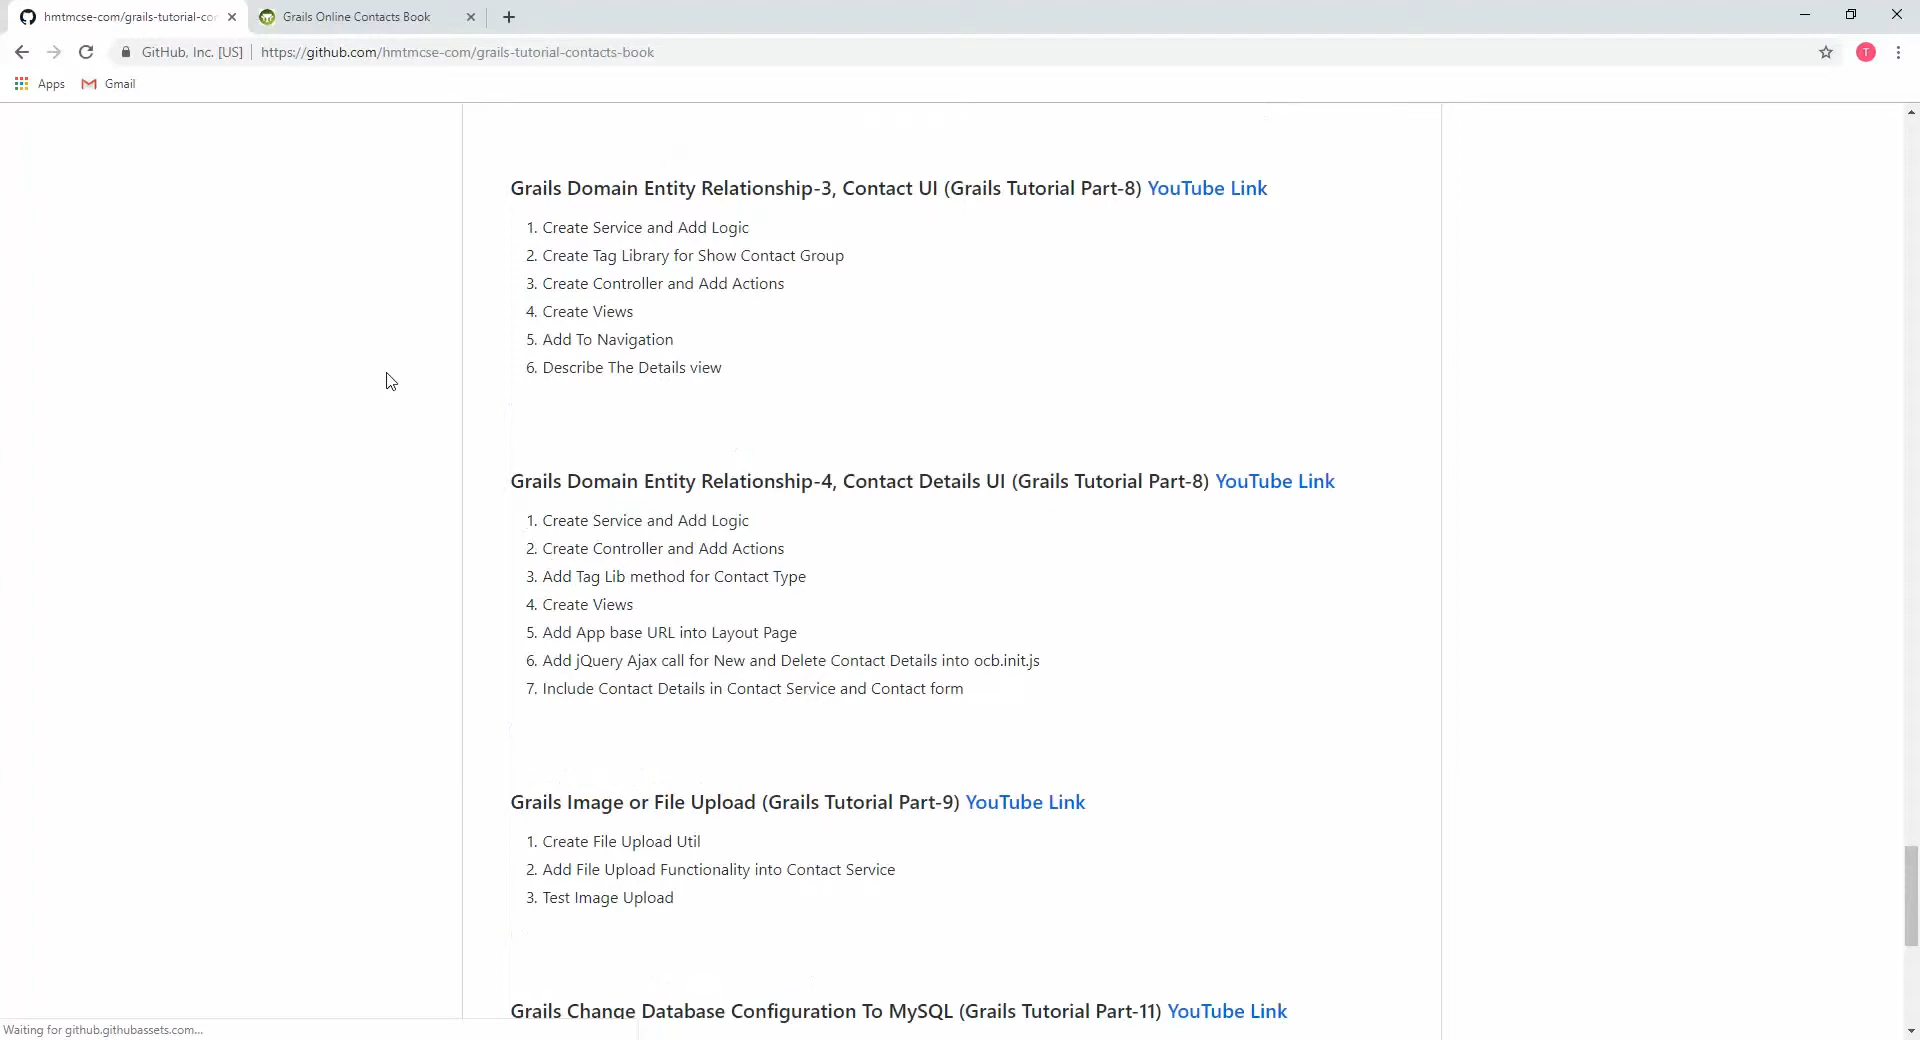 hmtmcse-com/grails-tutorial-co
Grails Online Contacts Book
GitHub, Inc. [US]
https://github.com/hmtmcse-com/grails-tutorial-contacts-book
T
Apps
Gmail
Grails Domain Entity Relationship-3, Contact UI (Grails Tutorial Part-8) YouTube Link
1. Create Service and Add Logic
2. Create Tag Library for Show Contact Group
3. Create Controller and Add Actions
4. Create Views
5. Add To Navigation
6. Describe The Details view
Grails Domain Entity Relationship-4, Contact Details UI (Grails Tutorial Part-8) YouTube Link
1. Create Service and Add Logic
2. Create Controller and Add Actions
3. Add Tag Lib method for Contact Type
4. Create Views
5. Add App base URL into Layout Page
6. Add jQuery Ajax call for New and Delete Contact Details into ocb.init.js
7. Include Contact Details in Contact Service and Contact form
Grails Image or File Upload (Grails Tutorial Part-9) YouTube Link
1. Create File Upload Util
2. Add File Upload Functionality into Contact Service
3. Test Image Upload
Grails Change Database Configuration To MySQL (Grails Tutorial Part-11) YouTube Link
Waiting for github.githubassets.com...